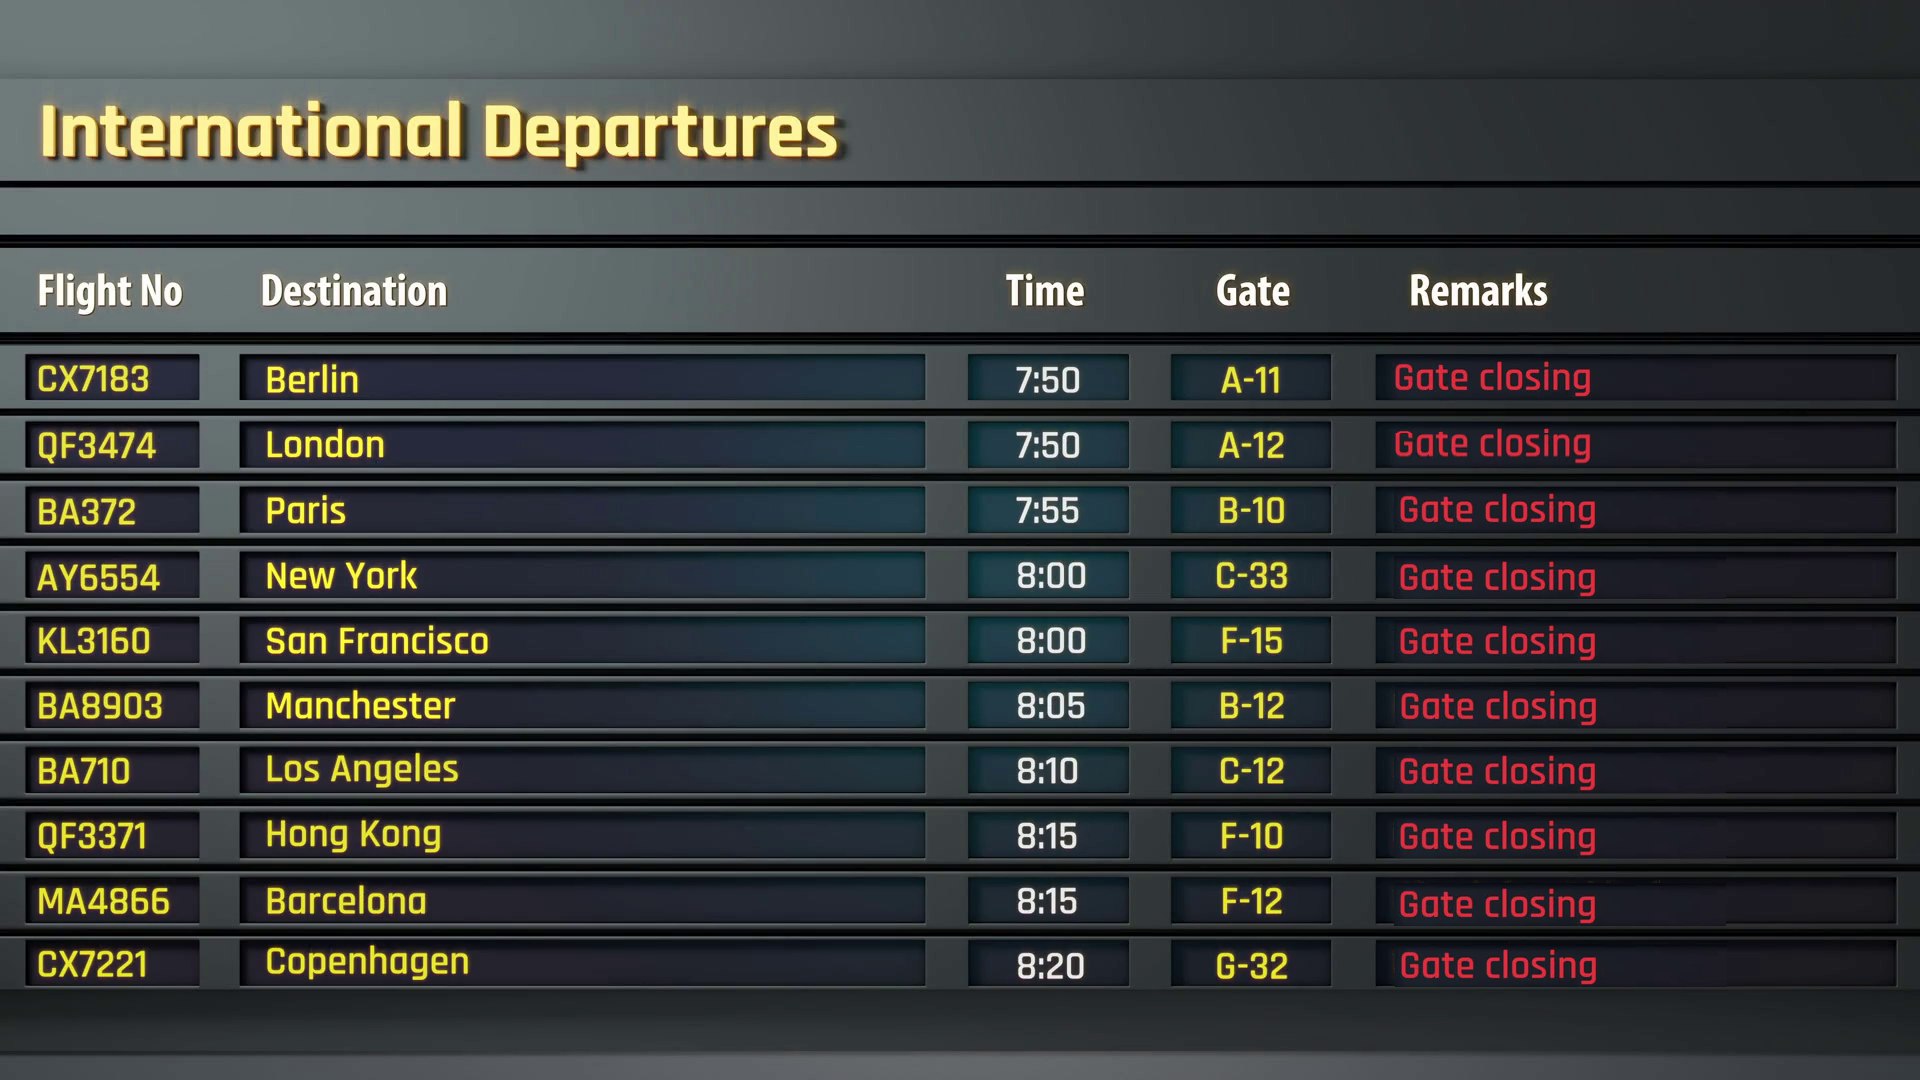 International Departures
Flight No Destination Time Gate Remarks
CX7183 Berlin 7:50 A-11 Gate closing
QF3474 London 7:50 A-12 Gate closing
BA372 Paris 7:55 B-10 Gate closing
AY6554 New York 8:00 C-33 Gate closing
KL3160 San Francisco 8:00 F-15 Gate closing
BA8903 Manchester 8:05 B-12 Gate closing
BA710 Los Angeles 8:10 C-12 Gate closing
QF3371 Hong Kong 8:15 F-10 Gate closing
MA4866 Barcelona 8:15 F-12 Gate closing
CX7221 Copenhagen 8:20 G-32 Gate closing